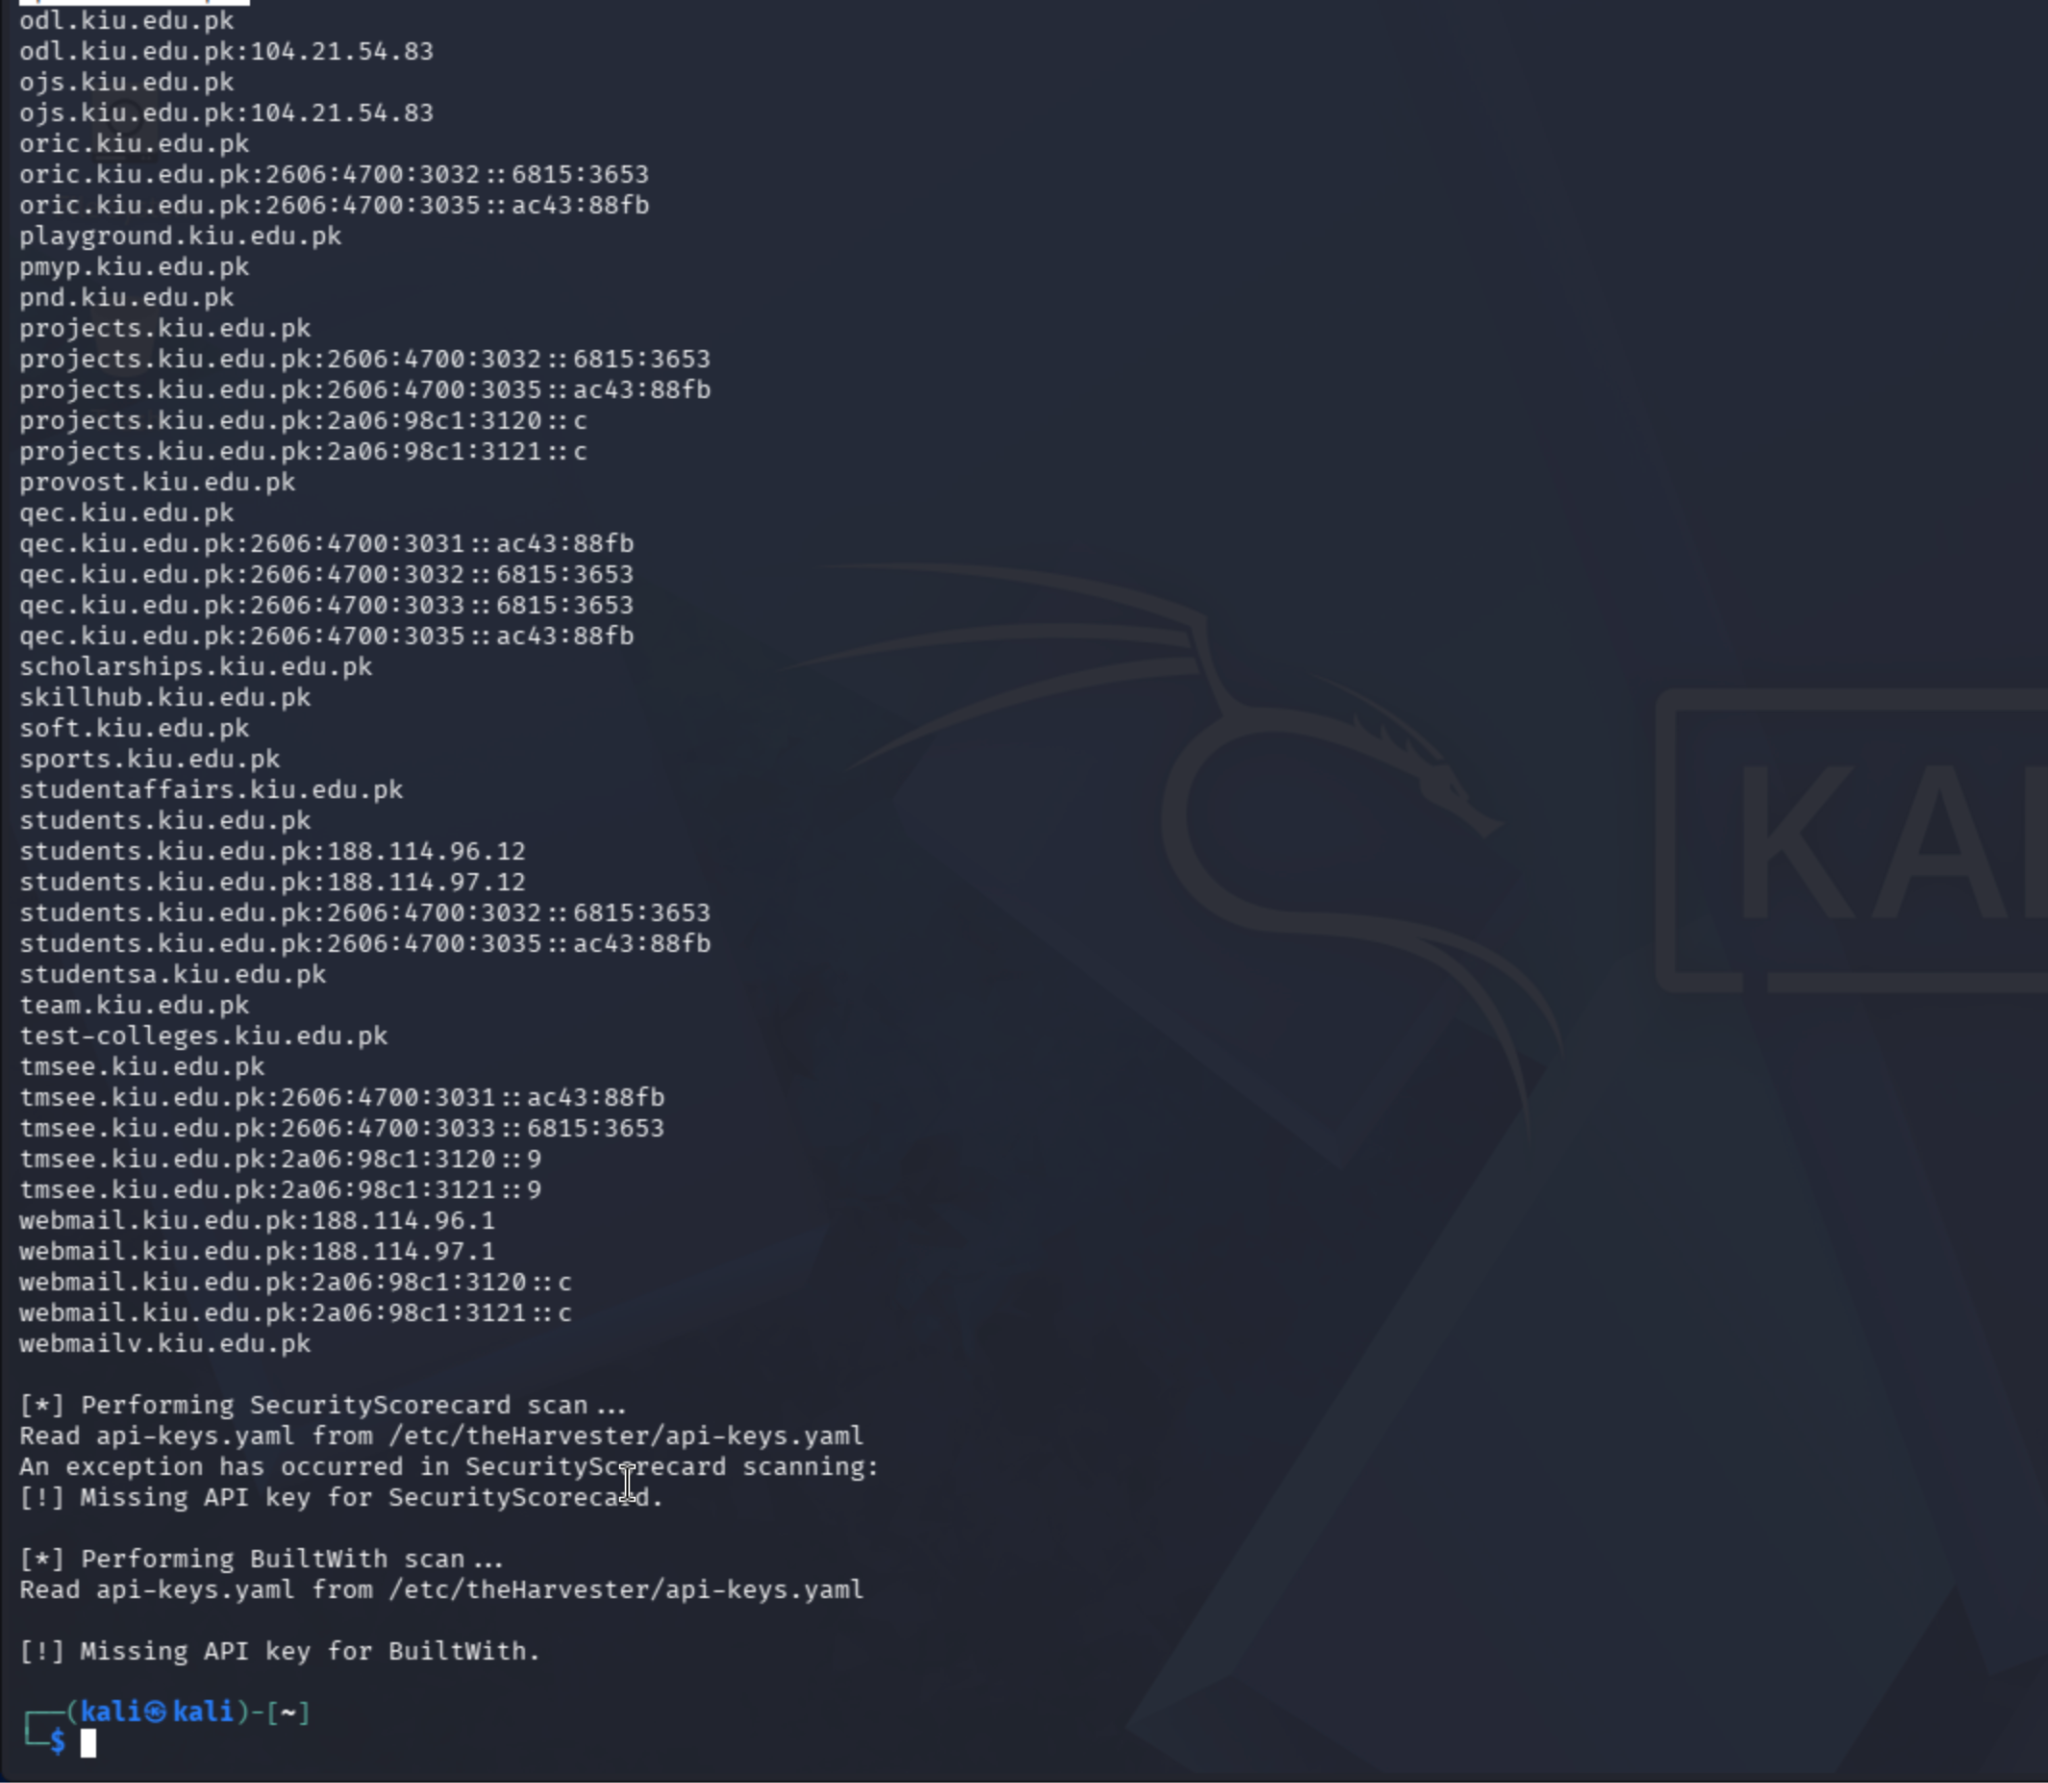 odl.kiu.edu.pk
odl.kiu.edu.pk:104.21.54.83
ojs.kiu.edu.pk
ojs.kiu.edu.pk:104.21.54.83
oric.kiu.edu.pk
oric.kiu.edu.pk:2606:4700:3032::6815:3653
oric.kiu.edu.pk:2606:4700:3035::ac43:88fb
playground.kiu.edu.pk
pmyp.kiu.edu.pk
pnd.kiu.edu.pk
projects.kiu.edu.pk
projects.kiu.edu.pk:2606:4700:3032::6815:3653
projects.kiu.edu.pk:2606:4700:3035::ac43:88fb
projects.kiu.edu.pk:2a06:98c1:3120::c
projects.kiu.edu.pk:2a06:98c1:3121::c
provost.kiu.edu.pk
qec.kiu.edu.pk
qec.kiu.edu.pk:2606:4700:3031::ac43:88fb
qec.kiu.edu.pk:2606:4700:3032::6815:3653
qec.kiu.edu.pk:2606:4700:3033::6815:3653
qec.kiu.edu.pk:2606:4700:3035::ac43:88fb
scholarships.kiu.edu.pk
skillhub.kiu.edu.pk
soft.kiu.edu.pk
sports.kiu.edu.pk
studentaffairs.kiu.edu.pk
students.kiu.edu.pk
students.kiu.edu.pk:188.114.96.12
students.kiu.edu.pk:188.114.97.12
students.kiu.edu.pk:2606:4700:3032::6815:3653
students.kiu.edu.pk:2606:4700:3035::ac43:88fb
studentsa.kiu.edu.pk
team.kiu.edu.pk
test-colleges.kiu.edu.pk
tmsee.kiu.edu.pk
tmsee.kiu.edu.pk:2606:4700:3031::ac43:88fb
tmsee.kiu.edu.pk:2606:4700:3033::6815:3653
tmsee.kiu.edu.pk:2a06:98c1:3120::9
tmsee.kiu.edu.pk:2a06:98c1:3121::9
webmail.kiu.edu.pk:188.114.96.1
webmail.kiu.edu.pk:188.114.97.1
webmail.kiu.edu.pk:2a06:98c1:3120::c
webmail.kiu.edu.pk:2a06:98c1:3121::c
webmailv.kiu.edu.pk
[*] Performing SecurityScorecard scan...
Read api-keys.yaml from /etc/theHarvester/api-keys.yaml
An exception has occurred in SecurityScorecard scanning:
[!] Missing API key for SecurityScorecard.
[*] Performing BuiltWith scan...
Read api-keys.yaml from /etc/theHarvester/api-keys.yaml
[!] Missing API key for BuiltWith.
┌──(kali㉿kali)-[~]
└─$